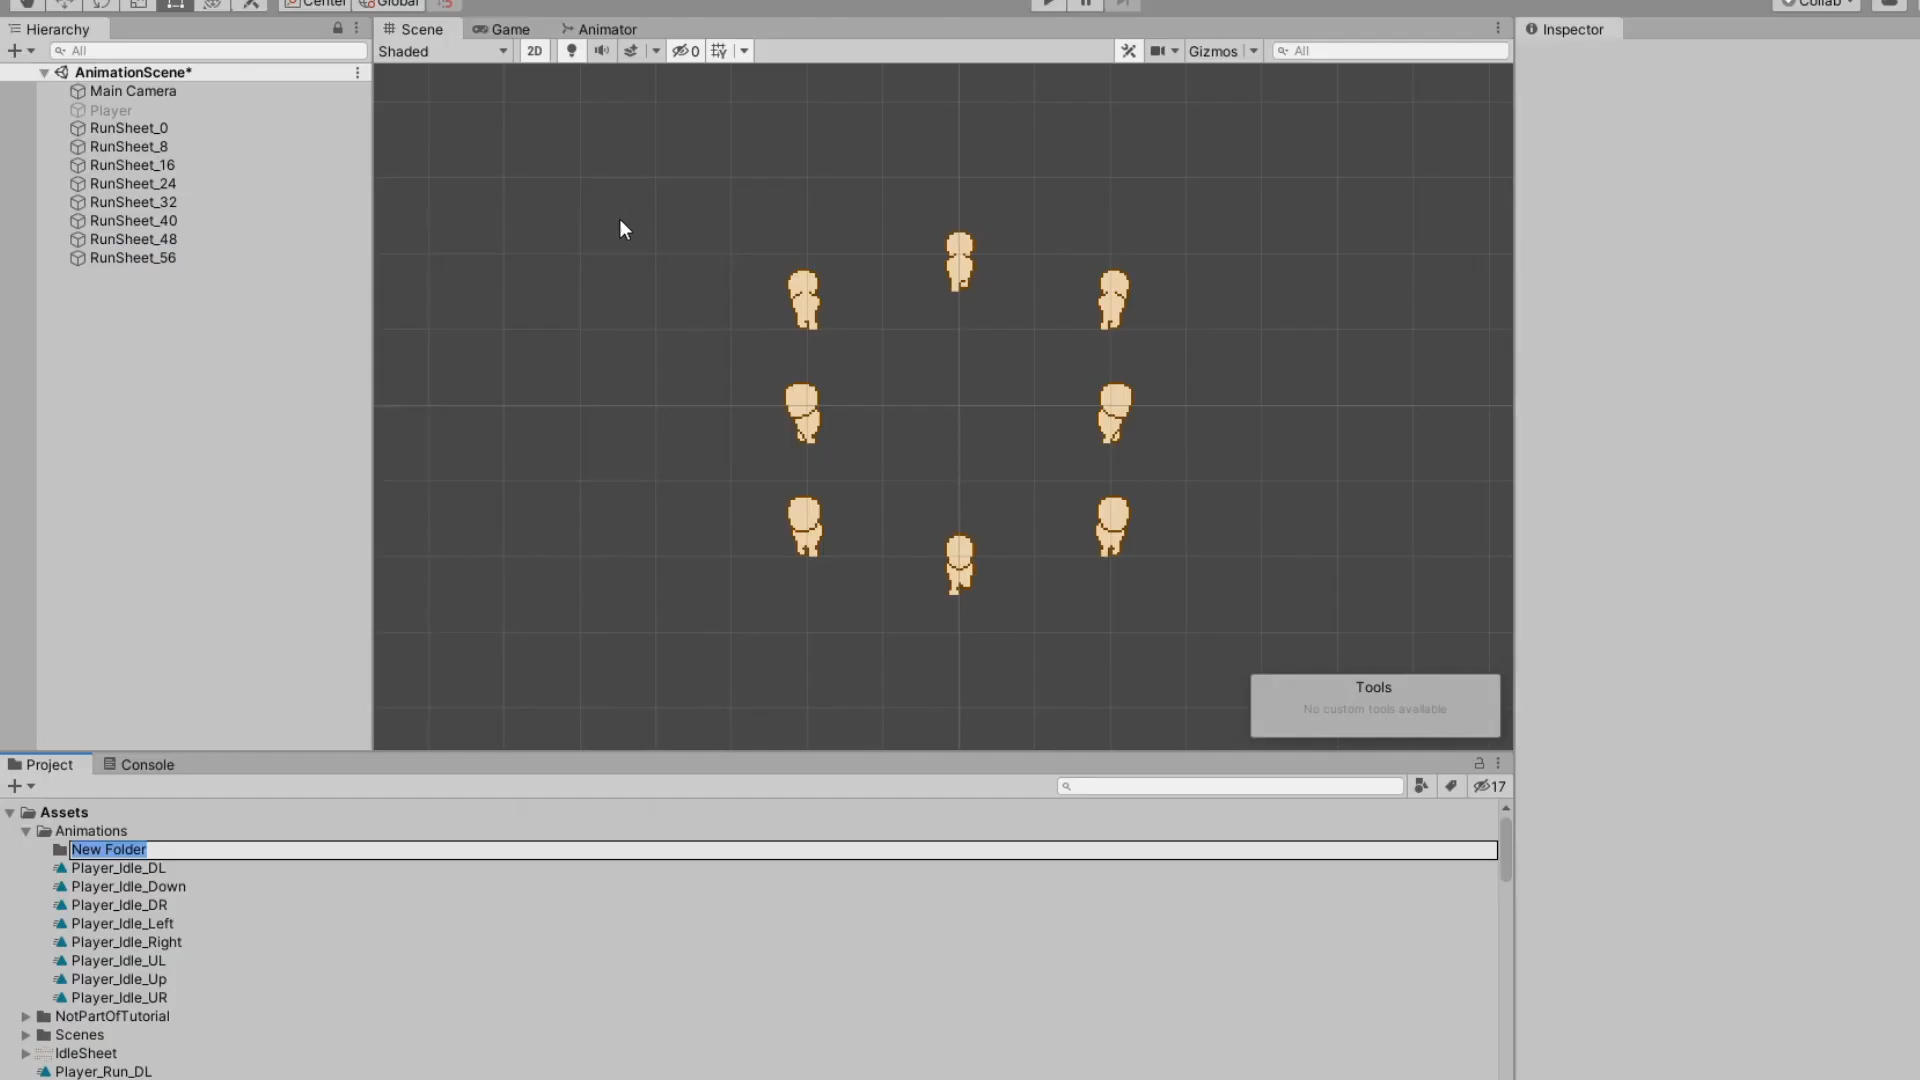 Center
Global
Collab
Hierarchy
Scene
Game
Animator
Inspector
All
Shaded
2D
0
Gizmos
All
AnimationScene*
Main Camera
Player
RunSheet_0
RunSheet_8
RunSheet_16
RunSheet_24
RunSheet_32
RunSheet_40
RunSheet_48
RunSheet_56
Tools
No custom tools available
Project
Console
17
Assets
Animations
New Folder
Player_Idle_DL
Player_Idle_Down
Player_Idle_DR
Player_Idle_Left
Player_Idle_Right
Player_Idle_UL
Player_Idle_Up
Player_Idle_UR
NotPartOfTutorial
Scenes
IdleSheet
Player_Run_DL